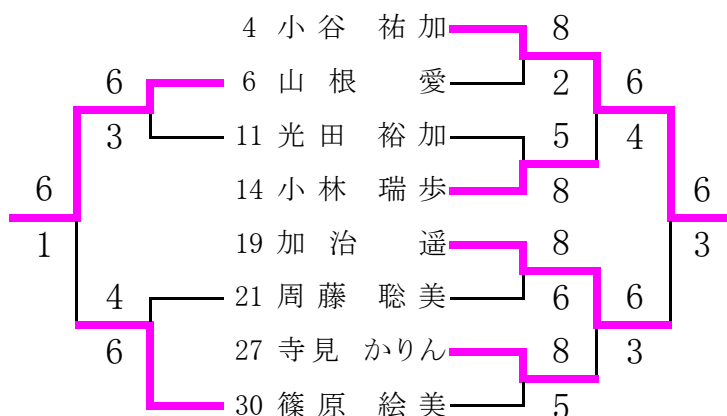 4 小谷 祐加 8
6 6 山根 愛 2 6
3 11 光田 裕加 5 4
6 14 小林 瑞歩 8 6
1 19 加治 遥 8 3
4 21 周藤 聡美 6 6
6 27 寺見 かりん 8 3
30 篠原 絵美 5